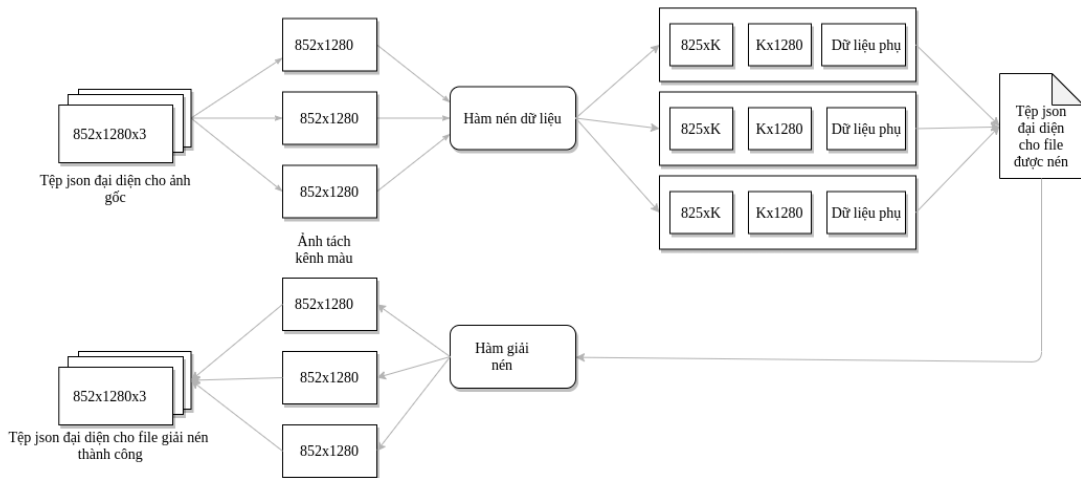 852x1280x3
Tệp json đại diện cho ảnh
gốc
852x1280
852x1280
852x1280
Ảnh tách
kênh màu
Hàm nén dữ liệu
825xK
Kx1280
Dữ liệu phụ
825xK
Kx1280
Dữ liệu phụ
825xK
Kx1280
Dữ liệu phụ
Tệp json
đại diện
cho file
được nén
Hàm giải
nén
852x1280
852x1280
852x1280
852x1280x3
Tệp json đại diện cho file giải nén
thành công